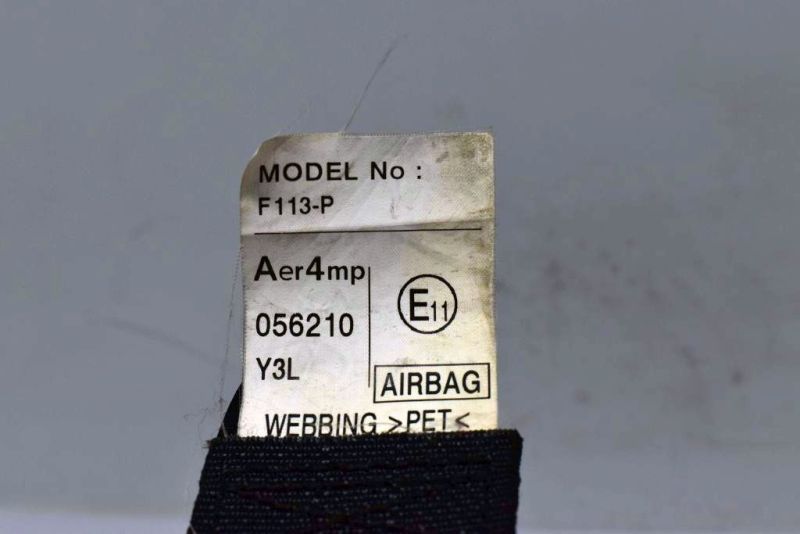 MODEL No :
F113-P
Aer4mp
E11
056210
Y3L
AIRBAG
WEBBING >PET<